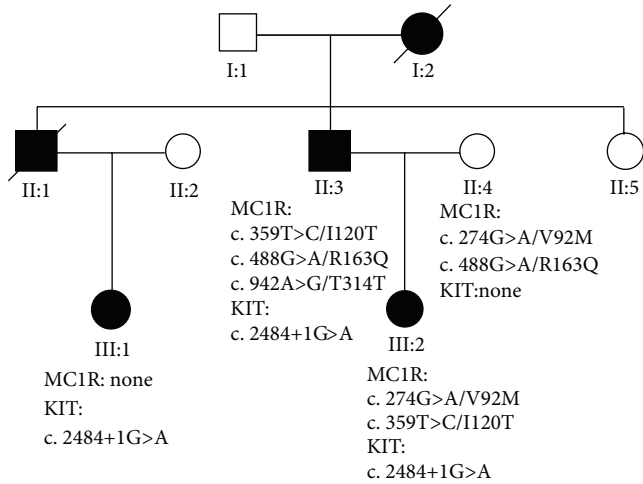 I:1
I:2
II:1
II:2
II:3
II:4
II:5
MC1R:
c. 359T>C/I120T
c. 488G>A/R163Q
c. 942A>G/T314T
KIT:
c. 2484+1G>A
MC1R:
c. 274G>A/V92M
c. 488G>A/R163Q
KIT:none
III:1
MC1R: none
KIT:
c. 2484+1G>A
III:2
MC1R:
c. 274G>A/V92M
c. 359T>C/I120T
KIT:
c. 2484+1G>A